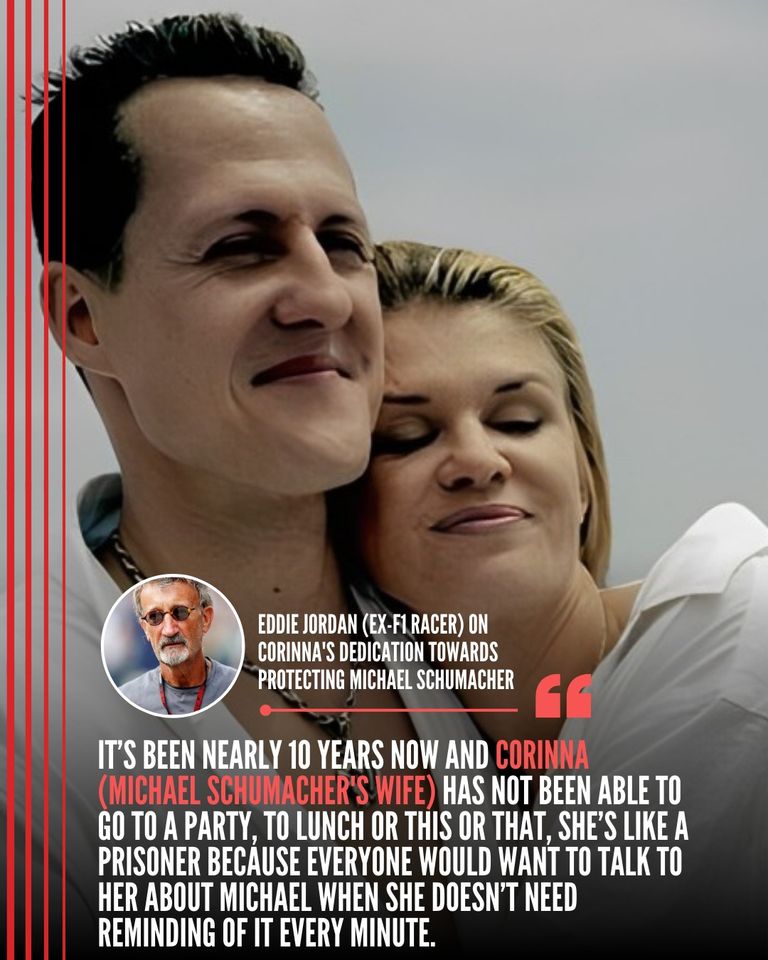 EDDIE JORDAN (EX-F1 RACER) ON
CORINNA'S DEDICATION TOWARDS
PROTECTING MICHAEL SCHUMACHER
IT’S BEEN NEARLY 10 YEARS NOW AND CORINNA
(MICHAEL SCHUMACHER'S WIFE) HAS NOT BEEN ABLE TO
GO TO A PARTY, TO LUNCH OR THIS OR THAT, SHE’S LIKE A
PRISONER BECAUSE EVERYONE WOULD WANT TO TALK TO
HER ABOUT MICHAEL WHEN SHE DOESN’T NEED
REMINDING OF IT EVERY MINUTE.